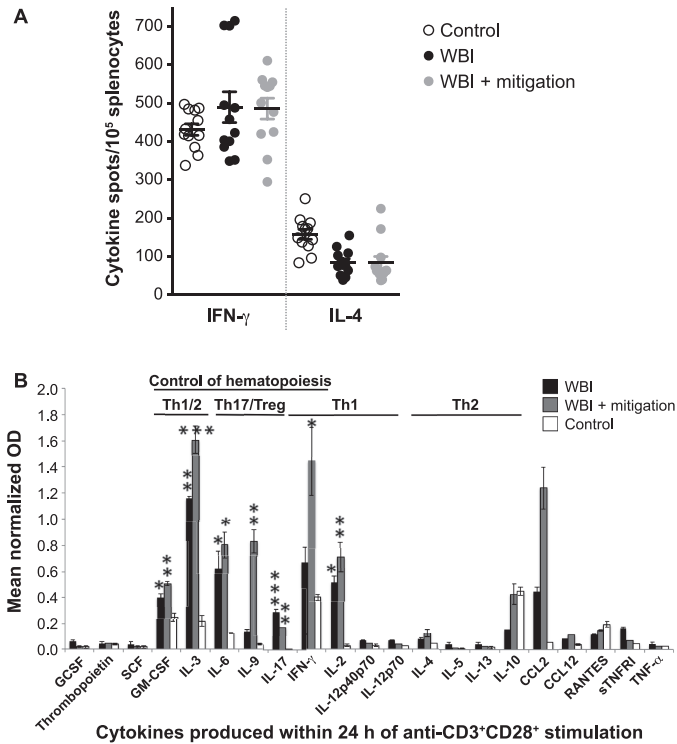 A
Cytokine spots/10⁵ splenocytes
700
600
500
400
300
200
100
0
IFN-γ
IL-4
Control
WBI
WBI + mitigation
B
Control of hematopoiesis
Th1/2
Th17/Treg
Th1
Th2
WBI
WBI + mitigation
Control
Mean normalized OD
2.0
1.8
1.6
1.4
1.2
1.0
0.8
0.6
0.4
0.2
0.0
* * *
*
**
*
**
*
*
**
***
**
*
*
**
GCSF
Thrombopoietin
SCF
GM-CSF
IL-3
IL-6
IL-9
IL-17
IFN-γ
IL-2
IL-12p40p70
IL-12p70
IL-4
IL-5
IL-13
IL-10
CCL2
CCL12
RANTES
sTNFRI
TNF-α
Cytokines produced within 24 h of anti-CD3⁺CD28⁺ stimulation